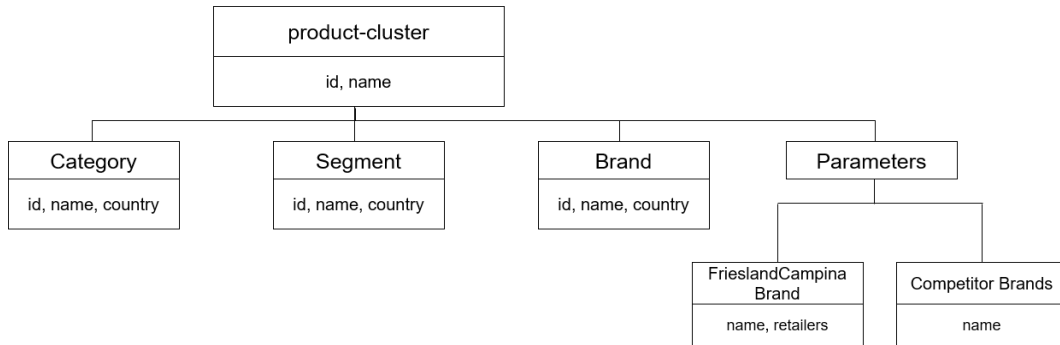 product-cluster
id, name
Category
id, name, country
Segment
id, name, country
Brand
id, name, country
Parameters
FrieslandCampina
Brand
name, retailers
Competitor Brands
name